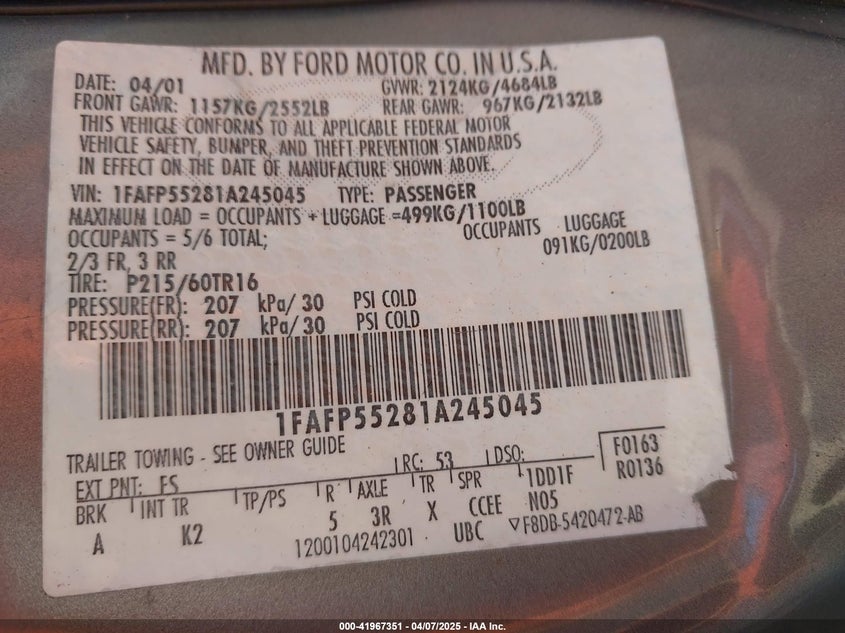 MFD. BY FORD MOTOR CO. IN U.S.A.
DATE: 04/01 GVWR: 2124KG/4684LB
FRONT GAWR: 1157KG/2552LB REAR GAWR: 967KG/2132LB
THIS VEHICLE CONFORMS TO ALL APPLICABLE FEDERAL MOTOR
VEHICLE SAFETY, BUMPER, AND THEFT PREVENTION STANDARDS
IN EFFECT ON THE DATE OF MANUFACTURE SHOWN ABOVE.
VIN: 1FAFP55281A245045 TYPE: PASSENGER
MAXIMUM LOAD = OCCUPANTS + LUGGAGE =499KG/1100LB
OCCUPANTS = 5/6 TOTAL; OCCUPANTS LUGGAGE
2/3 FR, 3 RR 091KG/0200LB
TIRE: P215/60TR16
PRESSURE(FR): 207 kPa/ 30 PSI COLD
PRESSURE(RR): 207 kPa/ 30 PSI COLD
1FAFP55281A245045
TRAILER TOWING - SEE OWNER GUIDE
EXT PNT: FS RC: 53 DSO: F0163
BRK INT TR TP/PS R AXLE TR SPR 1DD1F R0136
A K2 5 3R X CCEE N05
1200104242301 UBC ▽F8DB-5420472-AB
000-41967351 | 04/07/2025 - IAA Inc.